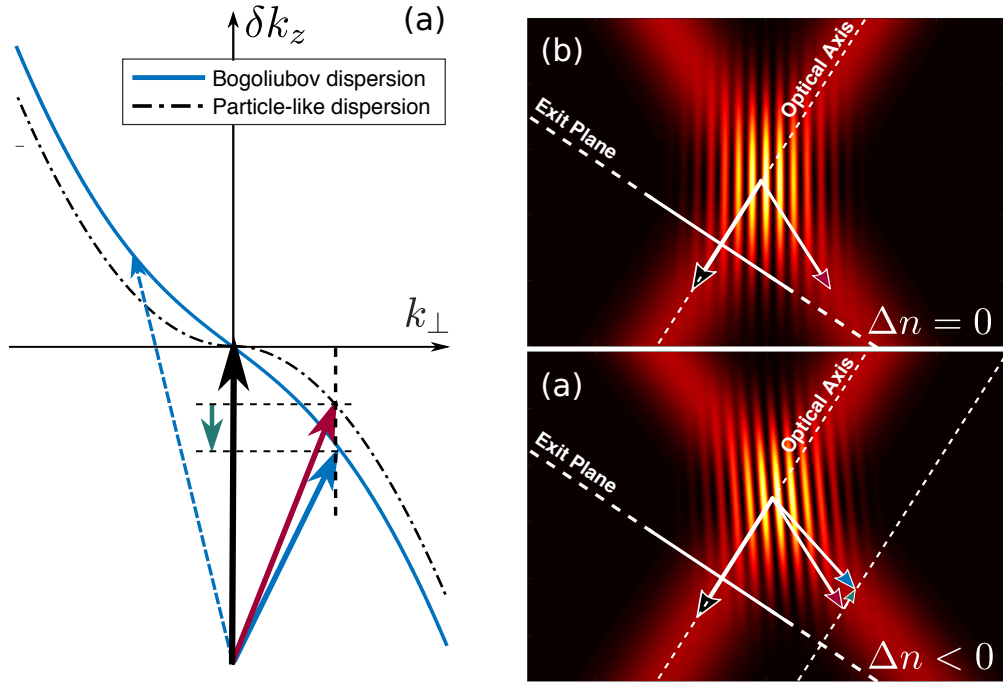 δk_z
(a)
Bogoliubov dispersion
Particle-like dispersion
k_⊥
(b)
Optical Axis
Exit Plane
Δn = 0
(a)
Optical Axis
Exit Plane
Δn < 0